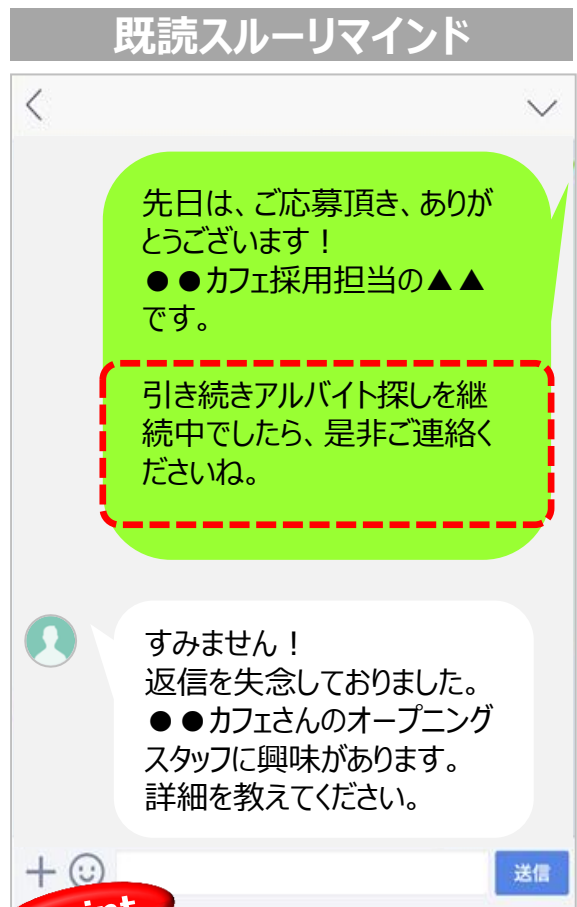 既読スルーリマインド
先日は、ご応募頂き、ありが
とうございます！
●●カフェ採用担当の▲▲
です。
引き続きアルバイト探しを継
続中でしたら、是非ご連絡く
ださいね。
すみません！
返信を失念しておりました。
●●カフェさんのオープニング
スタッフに興味があります。
詳細を教えてください。
送信